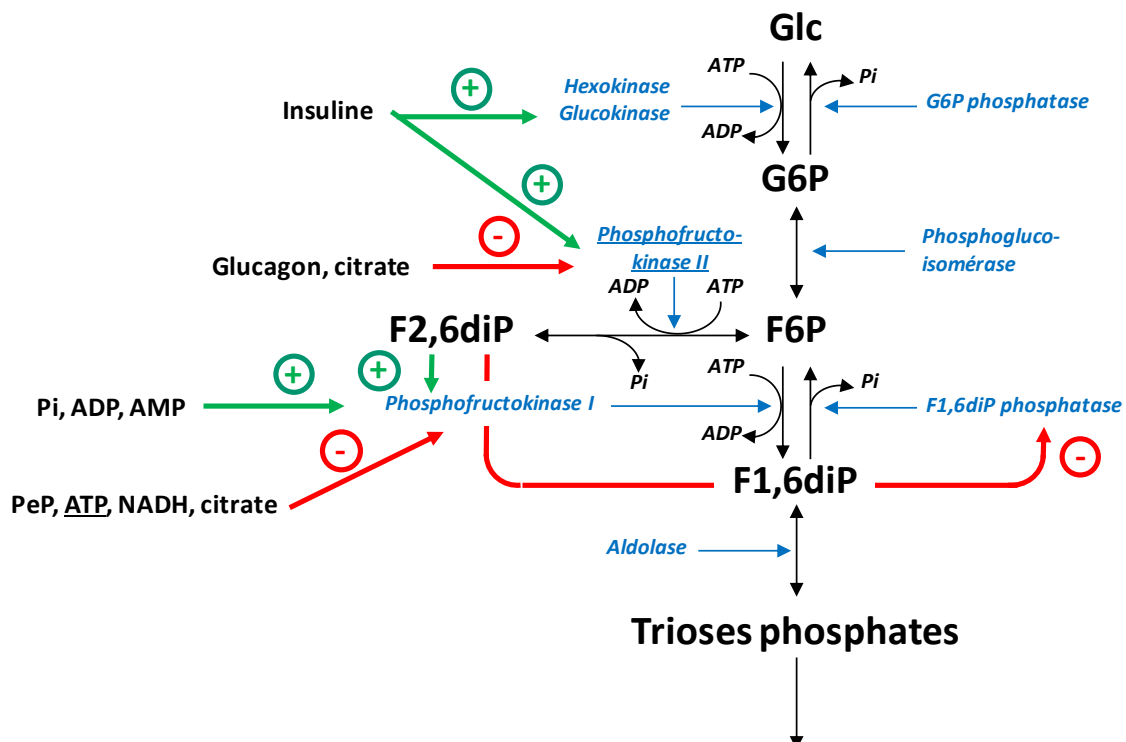 Glc
ATP
Pi
Hexokinase
Glucokinase
G6P phosphatase
+
Insuline
ADP
G6P
+
-
Phosphofructo-
kinase II
Phosphogluco-
isomérase
Glucagon, citrate
ADP
ATP
F2,6diP
F6P
Pi
ATP
Pi
+
+
Pi, ADP, AMP
Phosphofructokinase I
F1,6diP phosphatase
ADP
-
-
F1,6diP
PeP, ATP, NADH, citrate
Aldolase
Trioses phosphates